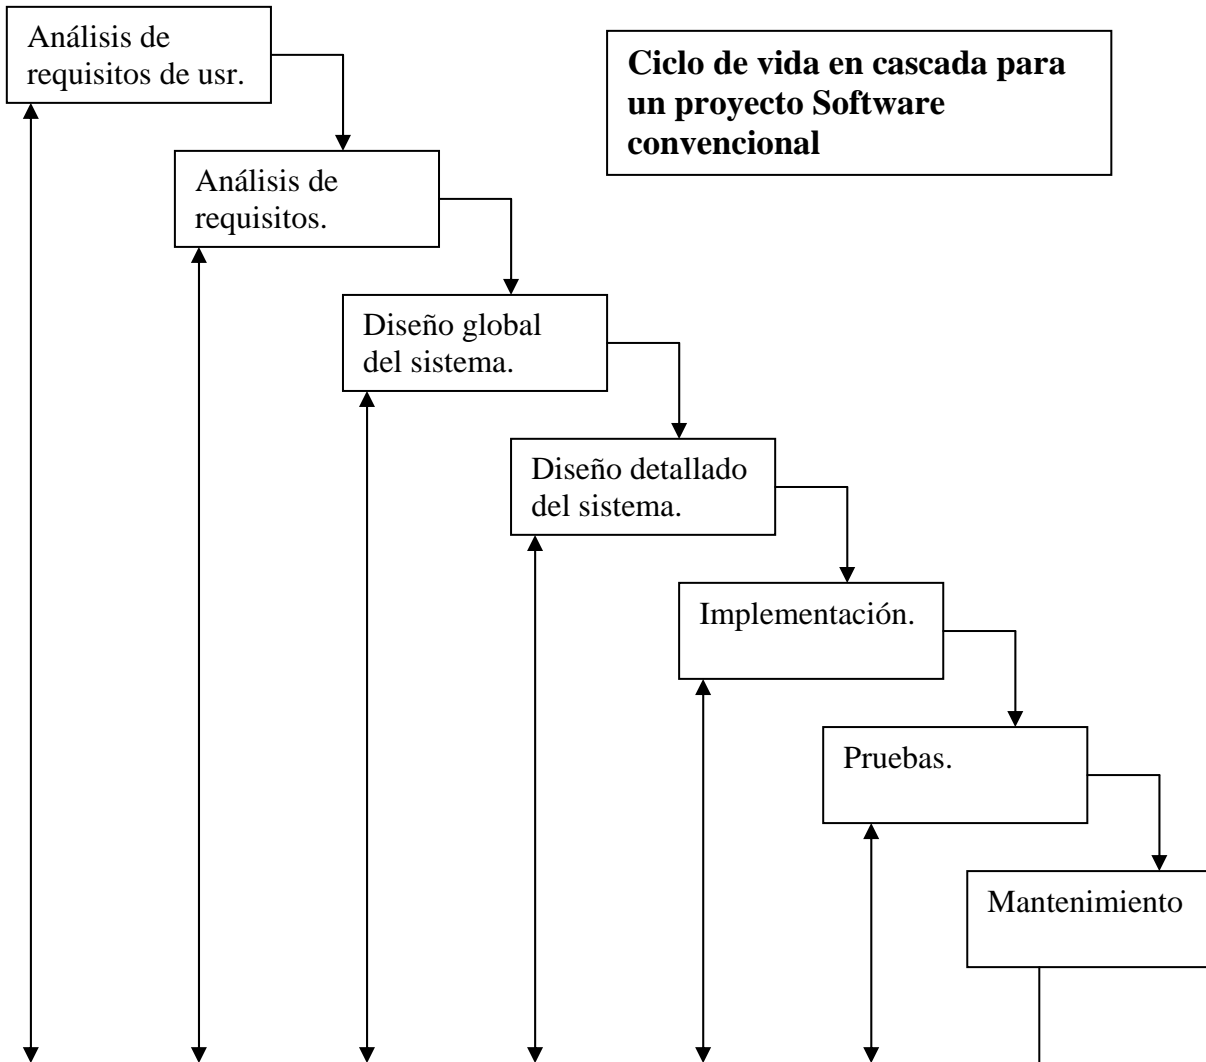 Análisis de
requisitos de usr.
Ciclo de vida en cascada para
un proyecto Software
convencional
Análisis de
requisitos.
Diseño global
del sistema.
Diseño detallado
del sistema.
Implementación.
Pruebas.
Mantenimiento